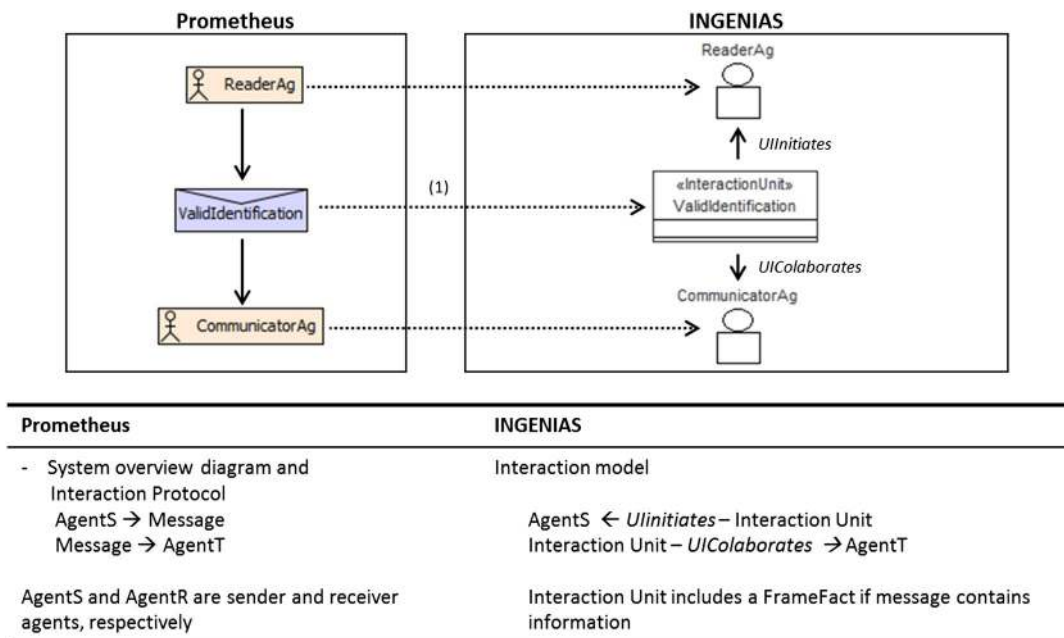 Prometheus
INGENIAS
ReaderAg
ReaderAg
UIInitiates
(1)
ValidIdentification
«InteractionUnit»
ValidIdentification
UIColaborates
CommunicatorAg
CommunicatorAg
Prometheus INGENIAS
- System overview diagram and Interaction model
Interaction Protocol
AgentS → Message AgentS ← UIinitiates – Interaction Unit
Message → AgentT Interaction Unit – UIColaborates → AgentT
AgentS and AgentR are sender and receiver Interaction Unit includes a FrameFact if message contains
agents, respectively information